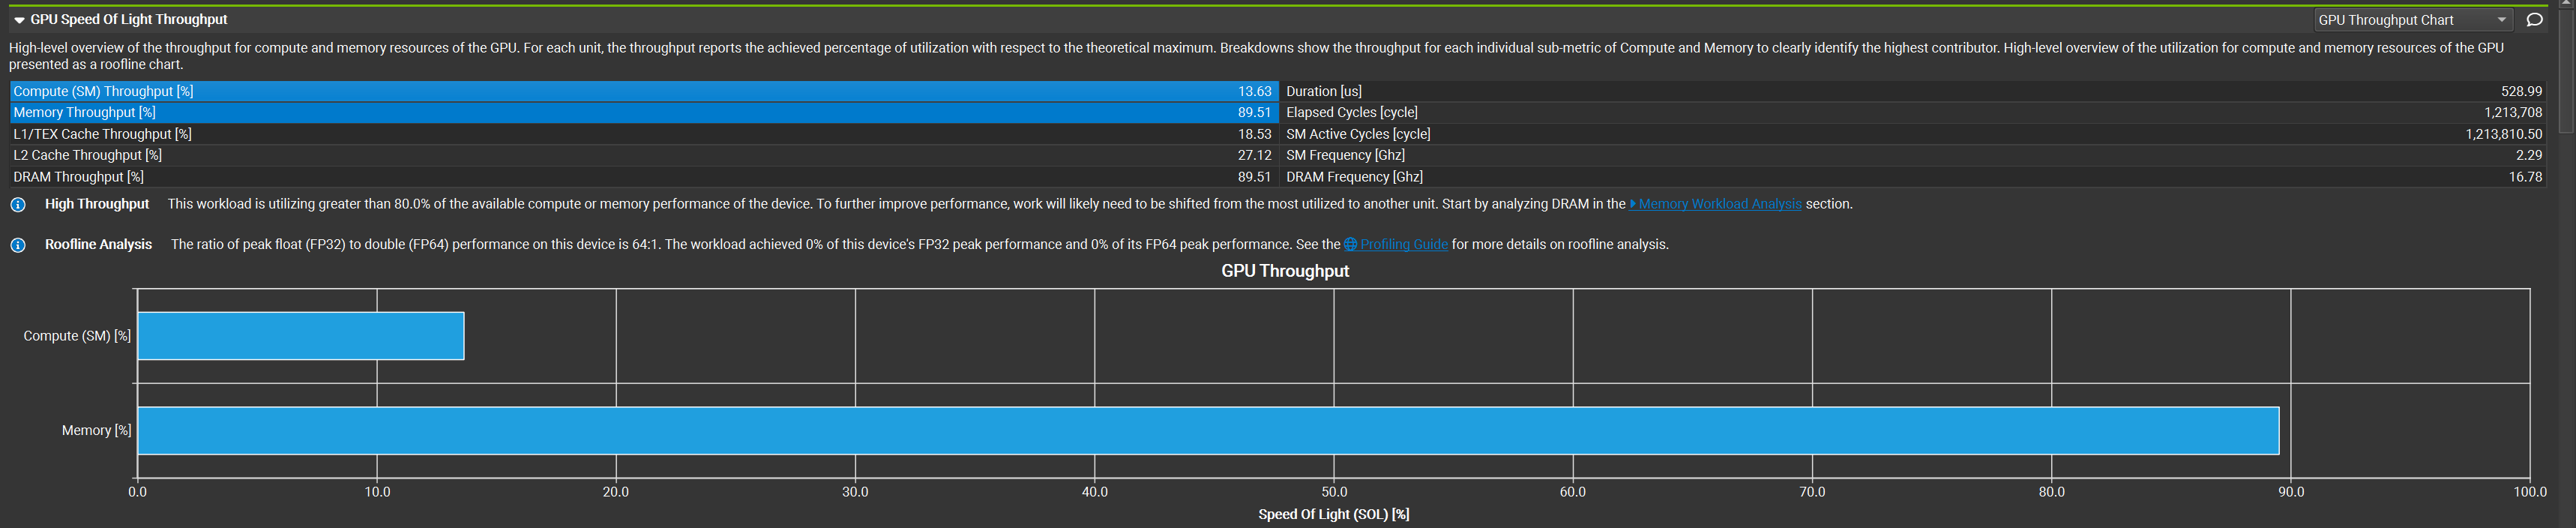 GPU Speed Of Light Throughput
GPU Throughput Chart
High-level overview of the throughput for compute and memory resources of the GPU. For each unit, the throughput reports the achieved percentage of utilization with respect to the theoretical maximum. Breakdowns show the throughput for each individual sub-metric of Compute and Memory to clearly identify the highest contributor. High-level overview of the utilization for compute and memory resources of the GPU
presented as a roofline chart.
Compute (SM) Throughput [%] 13.63 Duration [us] 528.99
Memory Throughput [%] 89.51 Elapsed Cycles [cycle] 1,213,708
L1/TEX Cache Throughput [%] 18.53 SM Active Cycles [cycle] 1,213,810.50
L2 Cache Throughput [%] 27.12 SM Frequency [Ghz] 2.29
DRAM Throughput [%] 89.51 DRAM Frequency [Ghz] 16.78
High Throughput This workload is utilizing greater than 80.0% of the available compute or memory performance of the device. To further improve performance, work will likely need to be shifted from the most utilized to another unit. Start by analyzing DRAM in the Memory Workload Analysis section.
Roofline Analysis The ratio of peak float (FP32) to double (FP64) performance on this device is 64:1. The workload achieved 0% of this device's FP32 peak performance and 0% of its FP64 peak performance. See the Profiling Guide for more details on roofline analysis.
GPU Throughput
Compute (SM) [%]
Memory [%]
0.0 10.0 20.0 30.0 40.0 50.0 60.0 70.0 80.0 90.0 100.0
Speed Of Light (SOL) [%]